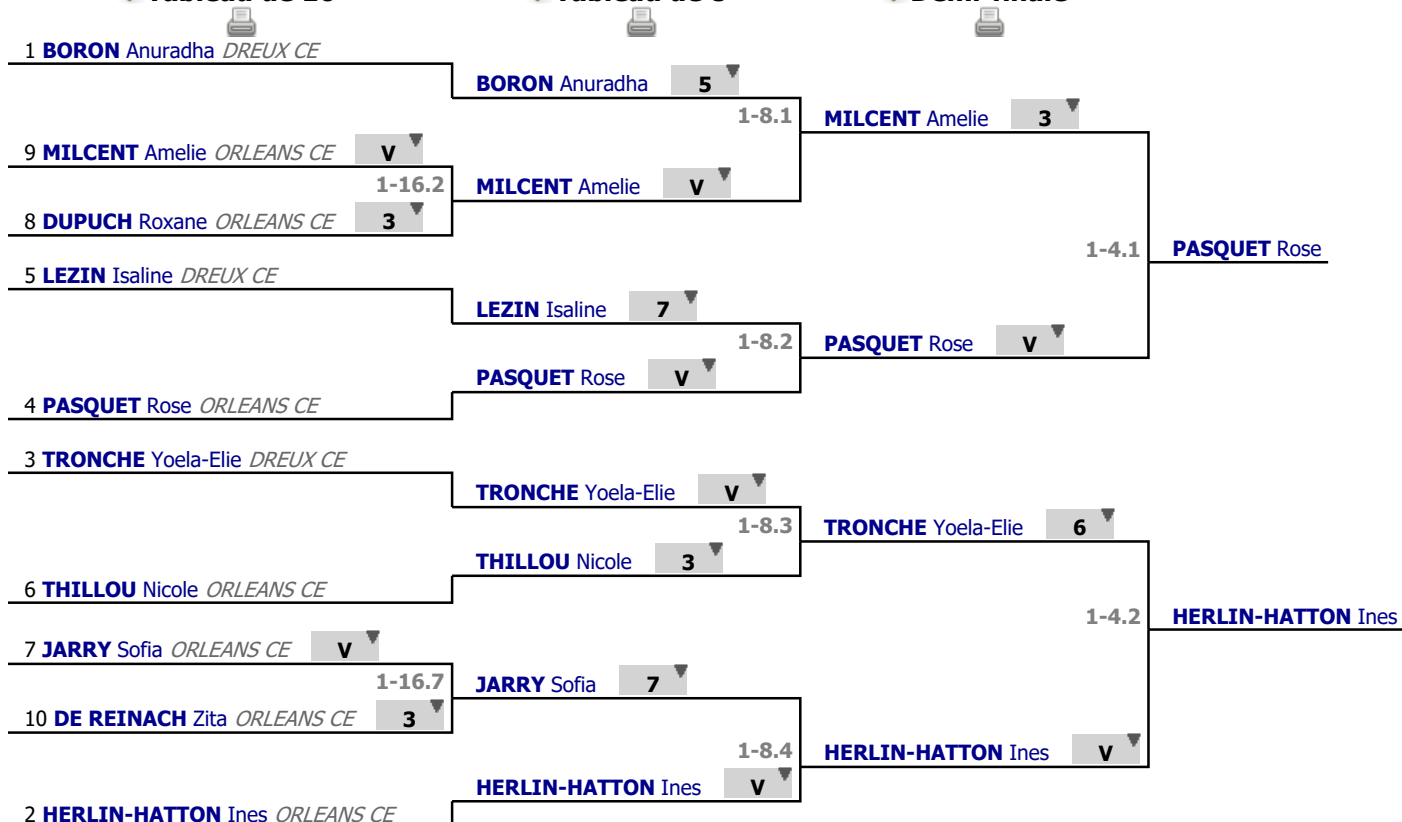 1 BORON Anuradha DREUX CE
BORON Anuradha 5
1-8.1
MILCENT Amelie 3
9 MILCENT Amelie ORLEANS CE V
1-16.2
MILCENT Amelie V
8 DUPUCH Roxane ORLEANS CE 3
1-4.1
PASQUET Rose
5 LEZIN Isaline DREUX CE
LEZIN Isaline 7
1-8.2
PASQUET Rose V
PASQUET Rose V
4 PASQUET Rose ORLEANS CE
3 TRONCHE Yoela-Elie DREUX CE
TRONCHE Yoela-Elie V
1-8.3
TRONCHE Yoela-Elie 6
THILLOU Nicole 3
6 THILLOU Nicole ORLEANS CE
1-4.2
HERLIN-HATTON Ines
7 JARRY Sofia ORLEANS CE V
1-16.7
JARRY Sofia 7
10 DE REINACH Zita ORLEANS CE 3
1-8.4
HERLIN-HATTON Ines V
HERLIN-HATTON Ines V
2 HERLIN-HATTON Ines ORLEANS CE